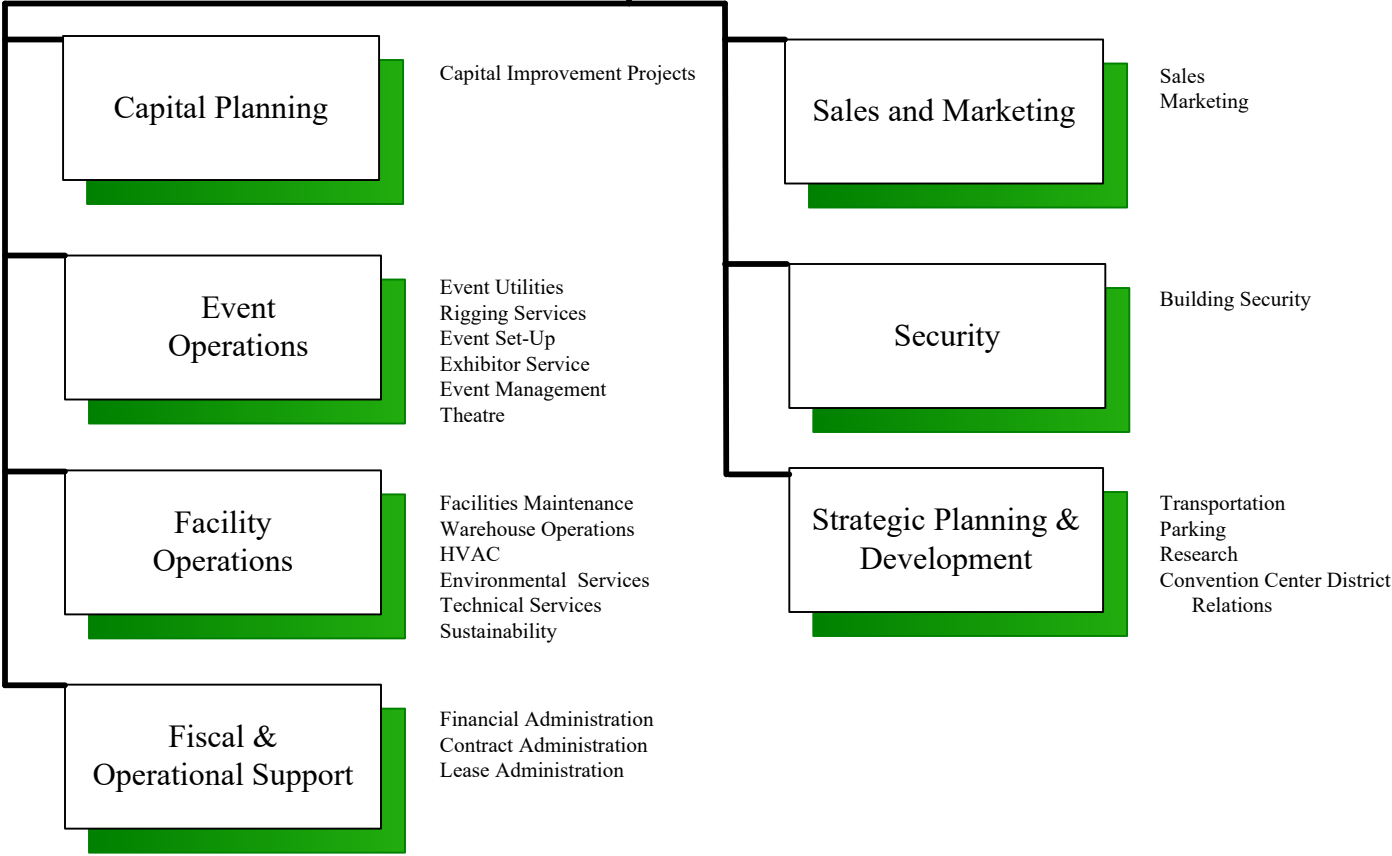 Capital Planning
Capital Improvement Projects
Event
Operations
Event Utilities
Rigging Services
Event Set-Up
Exhibitor Service
Event Management
Theatre
Facility
Operations
Facilities Maintenance
Warehouse Operations
HVAC
Environmental  Services
Technical Services
Sustainability
Fiscal &
Operational Support
Financial Administration
Contract Administration
Lease Administration
Sales and Marketing
Sales
Marketing
Security
Building Security
Strategic Planning &
Development
Transportation
Parking
Research
Convention Center District
Relations